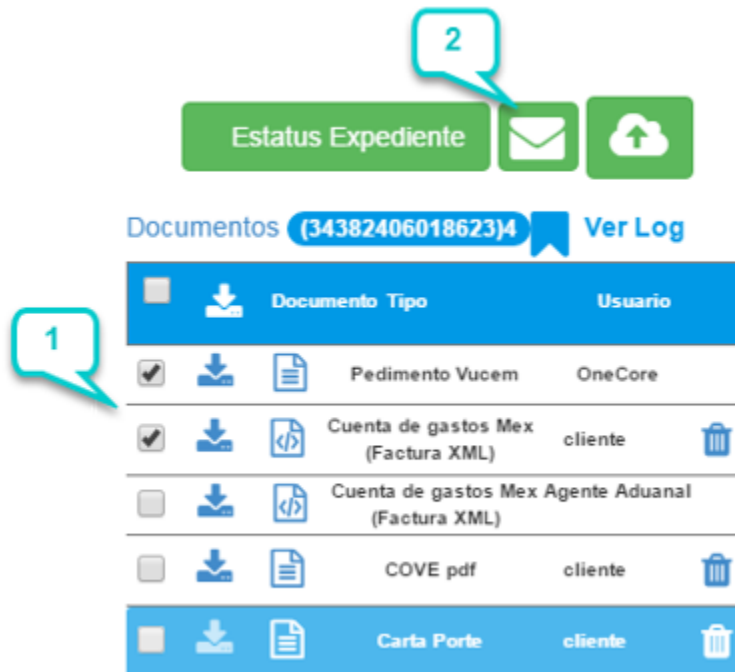 2
Estatus Expediente
Documentos (34382406018623)4 Ver Log
Documento Tipo Usuario
1
Pedimento Vucem OneCore
Cuenta de gastos Mex
(Factura XML) cliente
Cuenta de gastos Mex Agente Aduanal
(Factura XML)
COVE pdf cliente
Carta Porte cliente